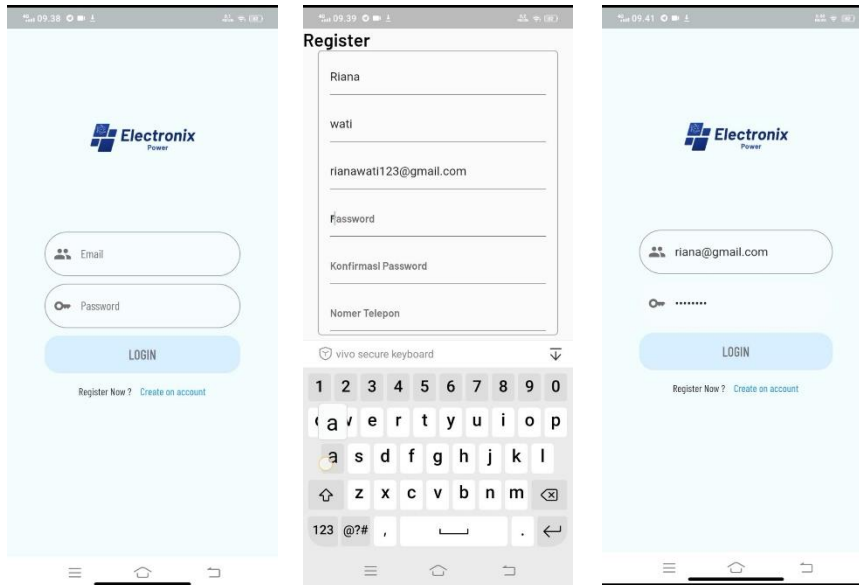 09.38
Electronix
Power
Email
Password
LOGIN
Register Now ? Create on account
09.39
Register
Riana
wati
rianawati123@gmail.com
Password
Konfirmasi Password
Nomer Telepon
vivo secure keyboard
1 2 3 4 5 6 7 8 9 0
a e r t y u i o p
a s d f g h j k l
z x c v b n m
123 @?# , .
09.41
Electronix
Power
riana@gmail.com
••••••••
LOGIN
Register Now ? Create on account